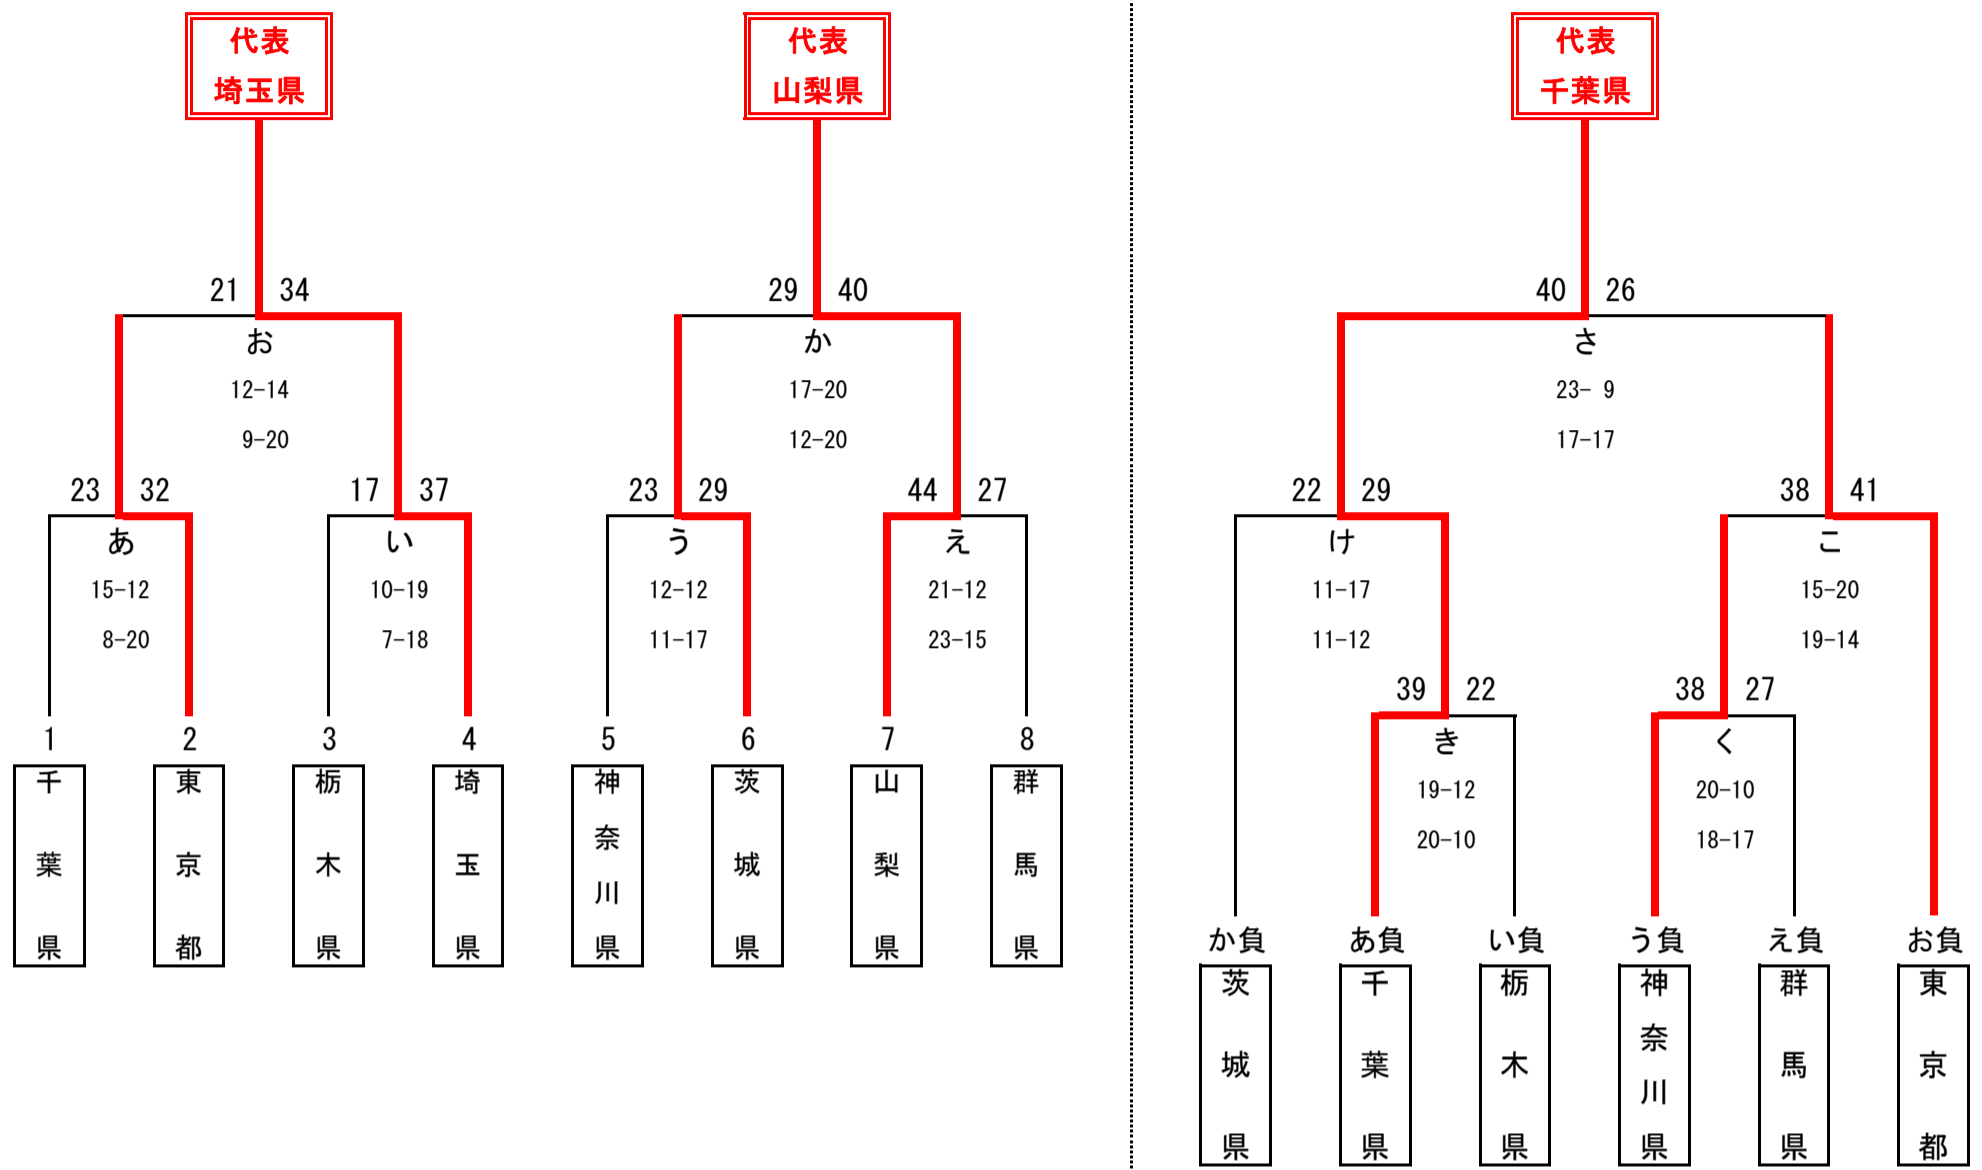 代表
埼玉県
代表
山梨県
代表
千葉県
21 34
29 40
40 26
お
か
さ
12-14
17-20
23- 9
9-20
12-20
17-17
23 32
17 37
23 29
44 27
22 29
38 41
あ
い
う
え
け
こ
15-12
10-19
12-12
21-12
11-17
15-20
8-20
7-18
11-17
23-15
11-12
19-14
39 22
38 27
1
2
3
4
5
6
7
8
き
く
千葉県
東京都
栃木県
埼玉県
神奈川県
茨城県
山梨県
群馬県
19-12
20-10
20-10
18-17
か負
あ負
い負
う負
え負
お負
茨城県
千葉県
栃木県
神奈川県
群馬県
東京都